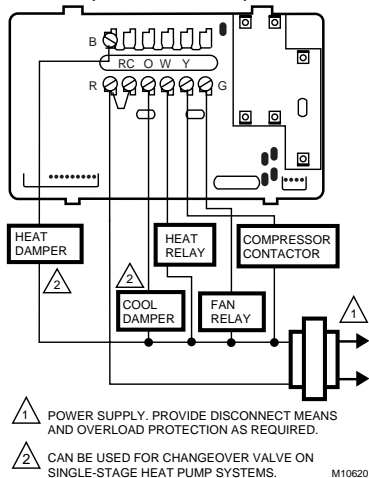 B
RC O W Y
R
G
HEAT
DAMPER
HEAT
RELAY
COMPRESSOR
CONTACTOR
2
2
1
COOL
DAMPER
FAN
RELAY
1 POWER SUPPLY. PROVIDE DISCONNECT MEANS
AND OVERLOAD PROTECTION AS REQUIRED.
2 CAN BE USED FOR CHANGEOVER VALVE ON
SINGLE-STAGE HEAT PUMP SYSTEMS.
M10620